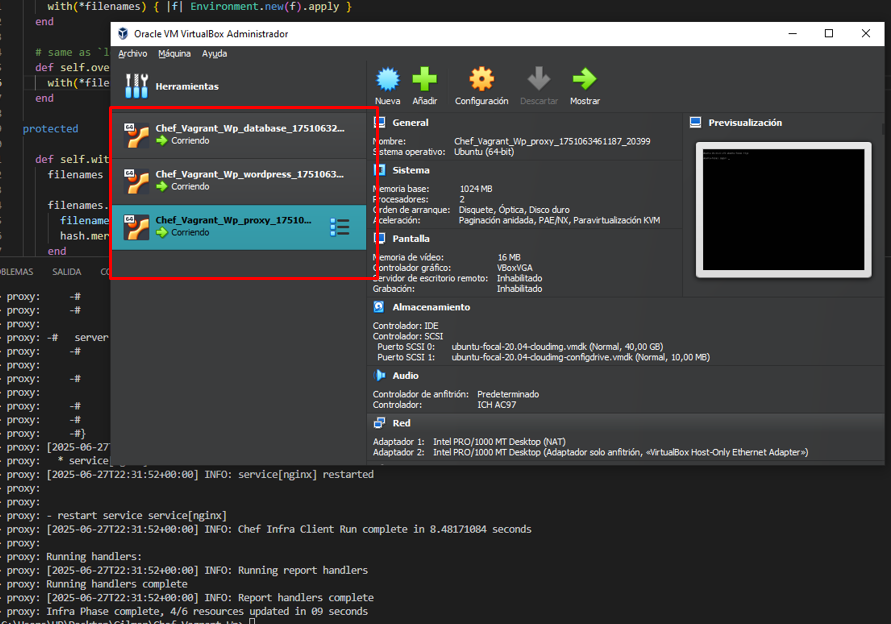 with(*filenames) { |f| Environment.new(f).apply }
end
# same as `l
def self.over
with(*file
end
protected
def self.wit
filenames
filenames.
filename
hash.mer
end
Oracle VM VirtualBox Administrador
Archivo Máquina Ayuda
Herramientas
Nueva Añadir Configuración Descartar Mostrar
Chef_Vagrant_Wp_database_17510632...
Corriendo
Chef_Vagrant_Wp_wordpress_1751063...
Corriendo
Chef_Vagrant_Wp_proxy_17510...
Corriendo
General
Nombre: Chef_Vagrant_Wp_proxy_1751063461187_20399
Sistema operativo: Ubuntu (64-bit)
Sistema
Memoria base: 1024 MB
Procesadores: 2
Orden de arranque: Disquete, Óptica, Disco duro
Aceleración: Paginación anidada, PAE/NX, Paravirtualización KVM
Pantalla
Memoria de vídeo: 16 MB
Controlador gráfico: VBoxVGA
Servidor de escritorio remoto: Inhabilitado
Grabación: Inhabilitado
Almacenamiento
Controlador: IDE
Controlador: SCSI
Puerto SCSI 0: ubuntu-focal-20.04-cloudimg.vmdk (Normal, 40,00 GB)
Puerto SCSI 1: ubuntu-focal-20.04-cloudimg-configdrive.vmdk (Normal, 10,00 MB)
Audio
Controlador de anfitrión: Predeterminado
Controlador: ICH AC97
Red
Adaptador 1: Intel PRO/1000 MT Desktop (NAT)
Adaptador 2: Intel PRO/1000 MT Desktop (Adaptador solo anfitrión, «VirtualBox Host-Only Ethernet Adapter»)
Previsualización
BLEMAS SALIDA CO
proxy: -#
proxy: -#
proxy:
proxy: -# server
proxy: -#
proxy:
proxy: -#
proxy:
proxy: -#
proxy: -#
proxy: -#}
proxy: [2025-06-27
proxy: * service
proxy: [2025-06-27T22:31:52+00:00] INFO: service[nginx] restarted
proxy:
proxy:
proxy: - restart service service[nginx]
proxy: [2025-06-27T22:31:52+00:00] INFO: Chef Infra Client Run complete in 8.48171084 seconds
proxy:
proxy: Running handlers:
proxy: [2025-06-27T22:31:52+00:00] INFO: Running report handlers
proxy: Running handlers complete
proxy: [2025-06-27T22:31:52+00:00] INFO: Report handlers complete
proxy: Infra Phase complete, 4/6 resources updated in 09 seconds